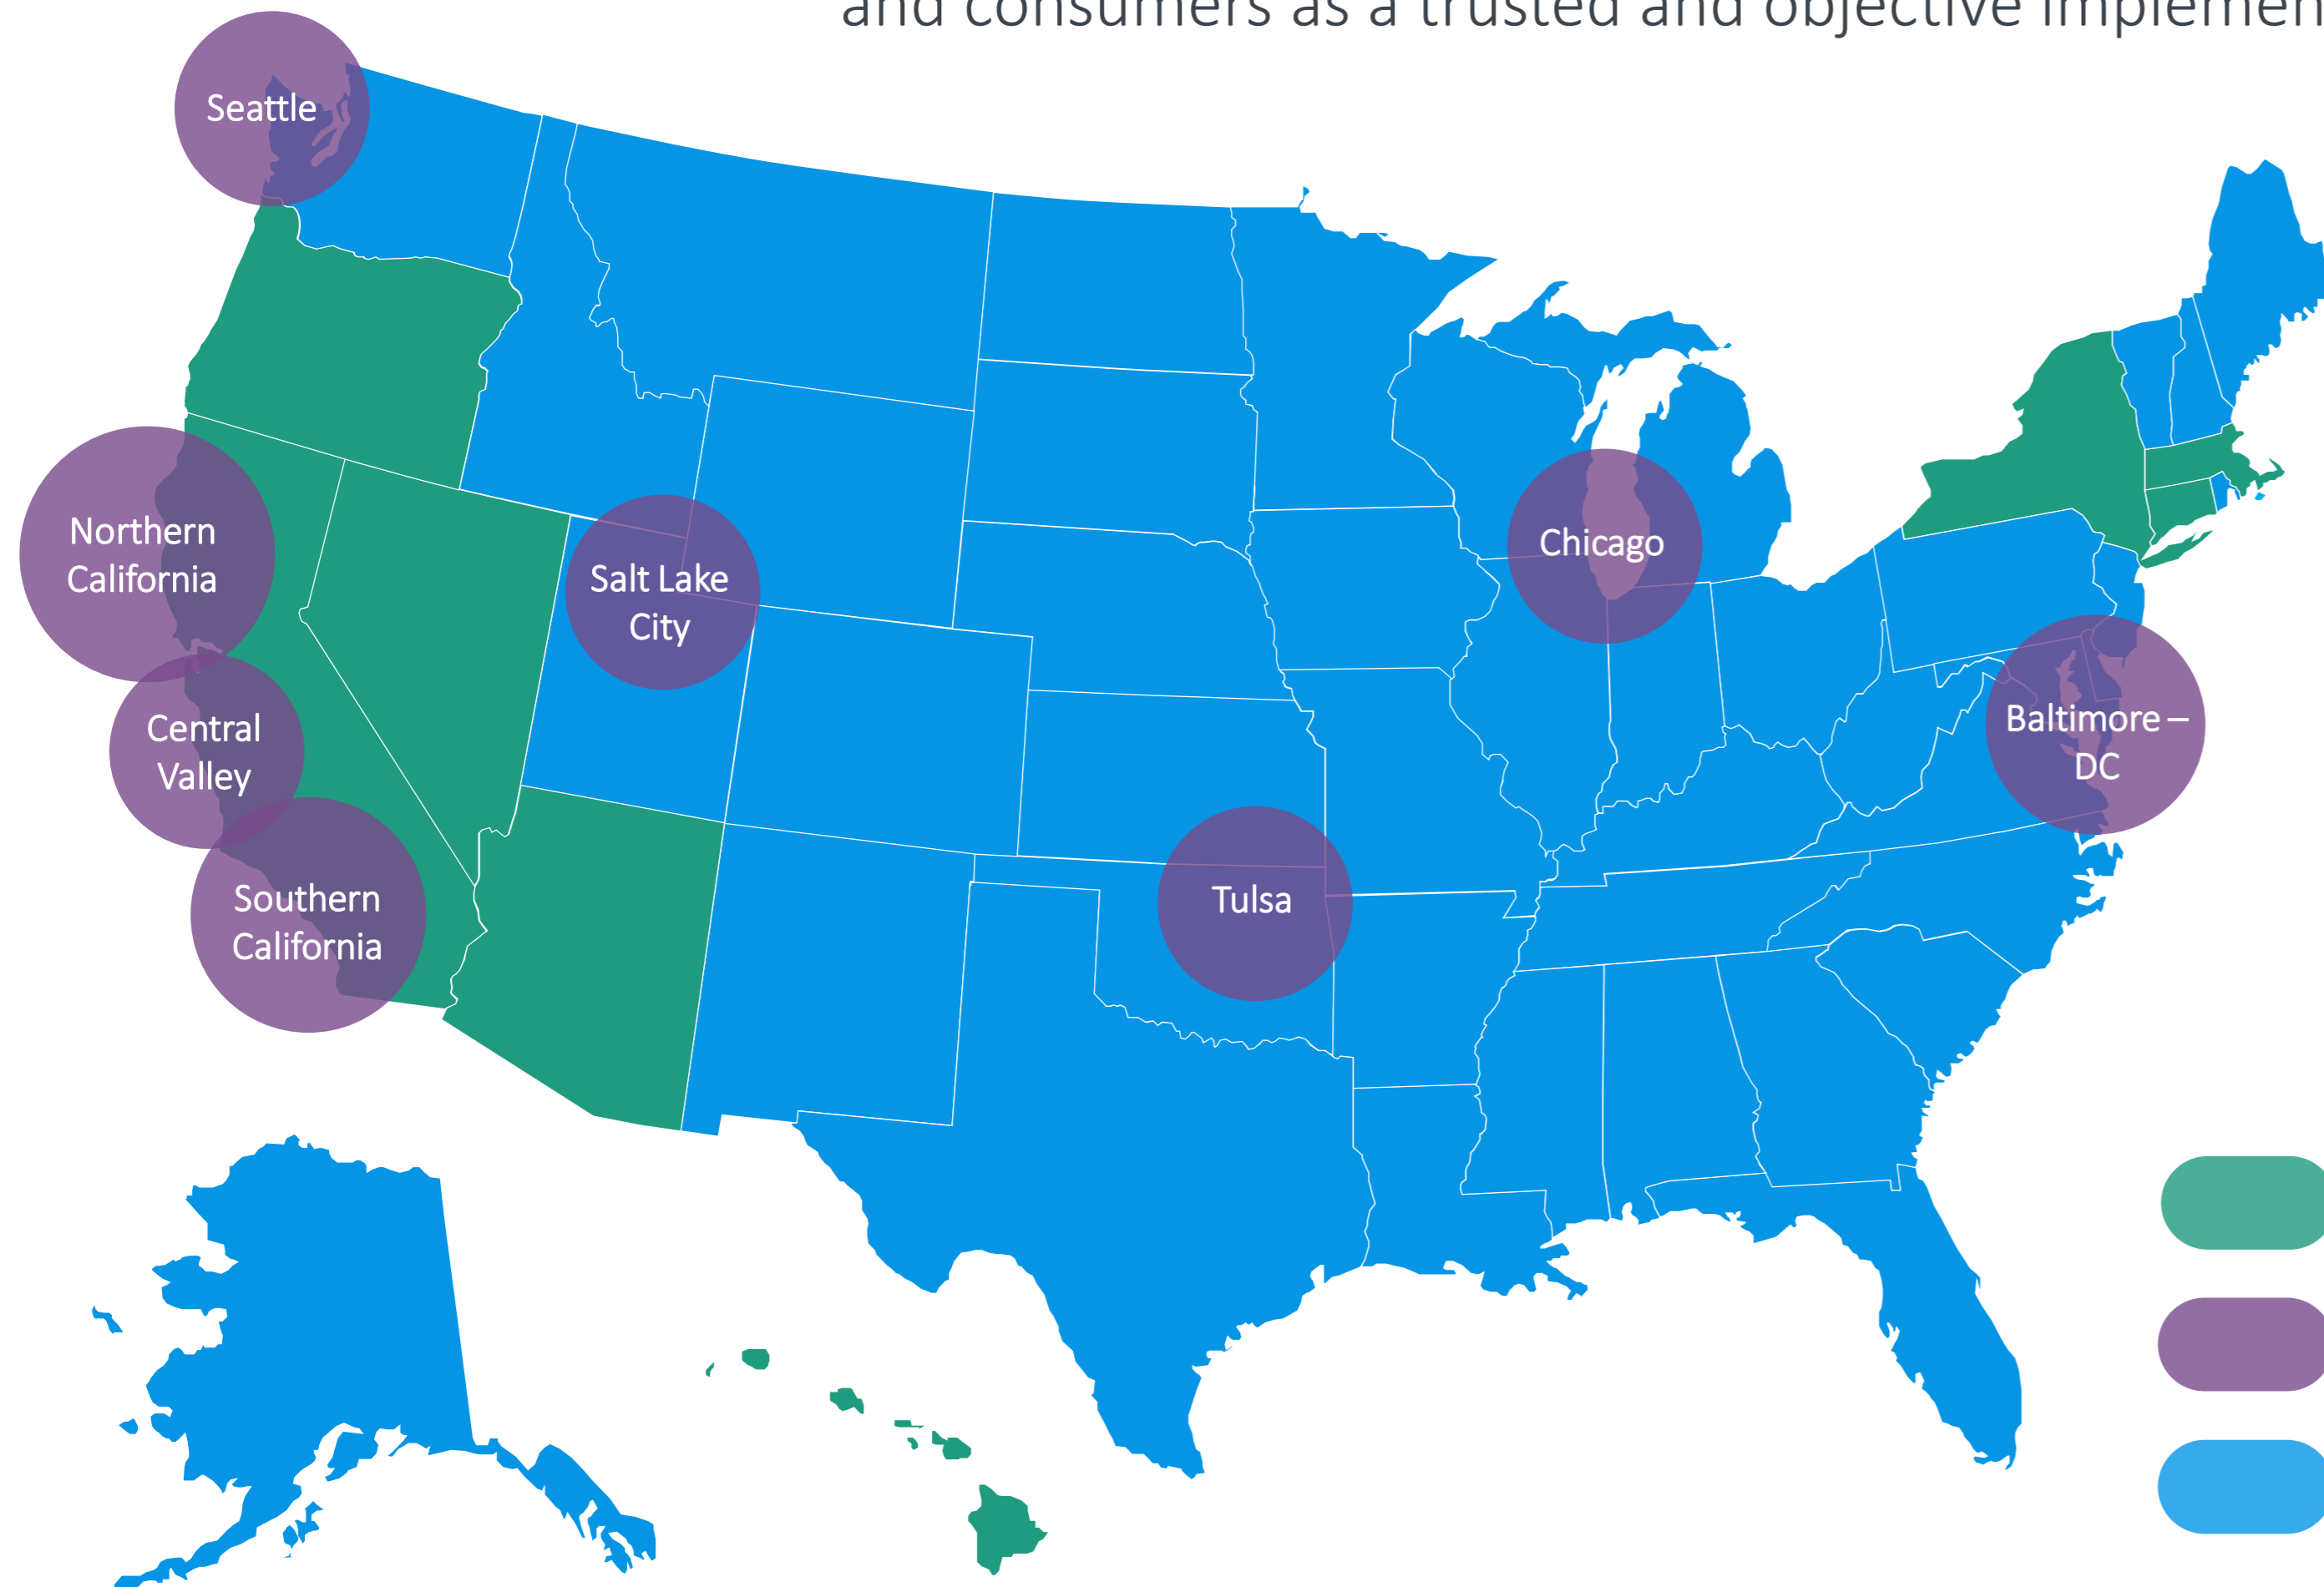 and consumers as a trusted and objective implemen
Seattle
Northern
California
Salt Lake
City
Chicago
Central
Valley
Baltimore –
DC
Southern
California
Tulsa